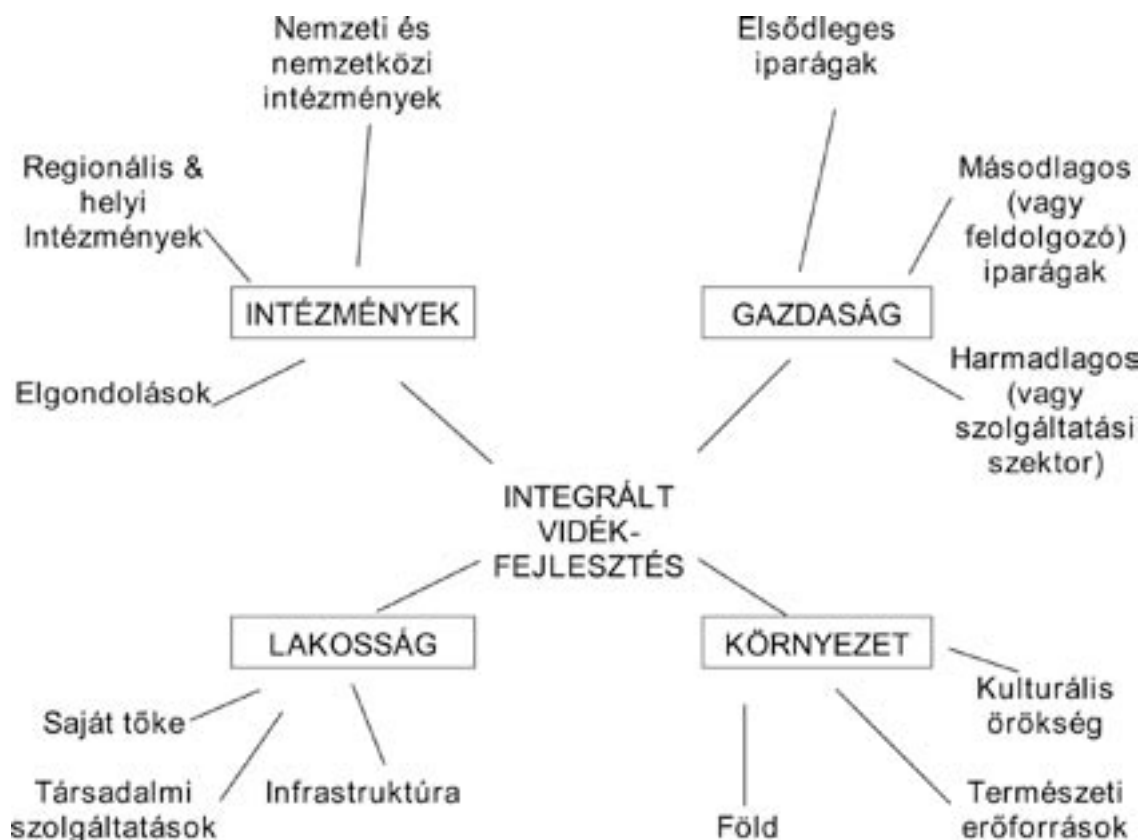 Nemzeti és
nemzetközi
intézmények
Elsődleges
iparágak
Regionális &
helyi
Intézmények
Másodlagos
(vagy
feldolgozó)
iparágak
INTÉZMÉNYEK
GAZDASÁG
Elgondolások
Harmadlagos
(vagy
szolgáltatási
szektor)
INTEGRÁLT
VIDÉK-
FEJLESZTÉS
LAKOSSÁG
KÖRNYEZET
Saját tőke
Társadalmi
szolgáltatások
Infrastruktúra
Kulturális
örökség
Föld
Természeti
erőforrások